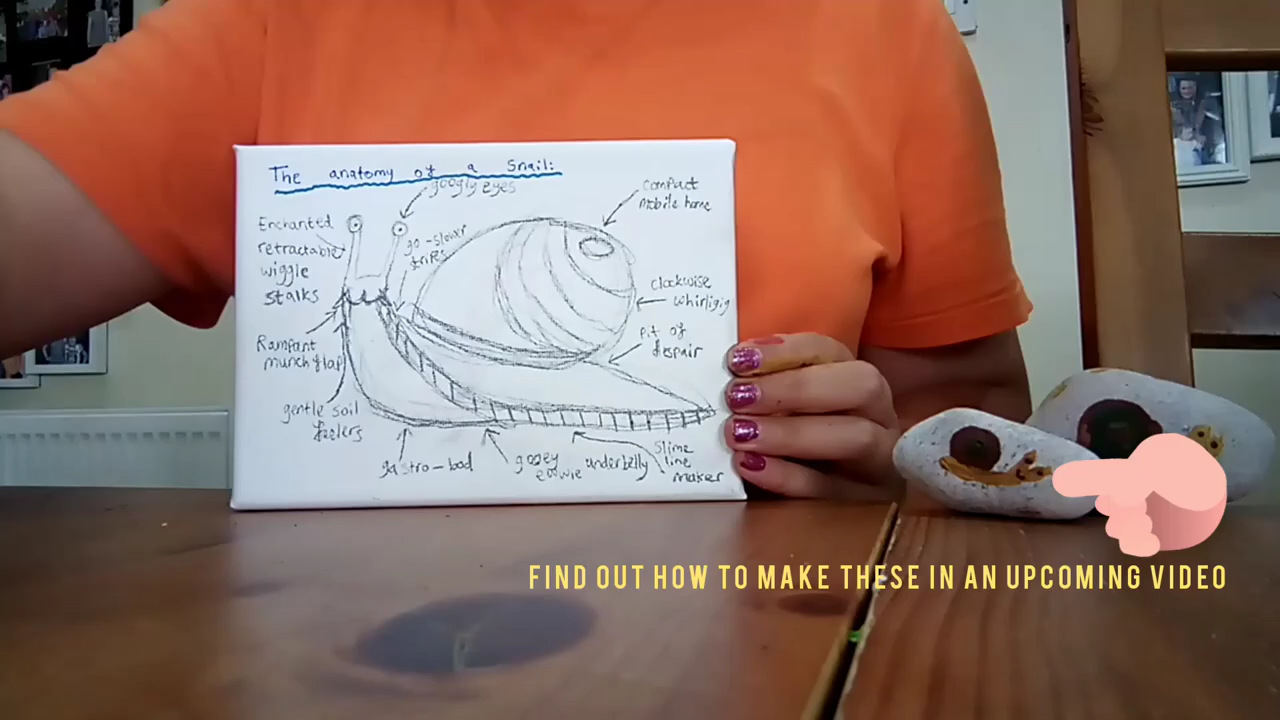 The anatomy of a Snail:
googly eyes
compact
mobile home
Enchanted
retractable
wiggle
stalks
go-slower
stripes
clockwise
whirligig
pit of
despair
Rampant
munch flap
gentle soil
feelers
gastro-bod
gooey
underbelly
slime
line
maker
FIND OUT HOW TO MAKE THESE IN AN UPCOMING VIDEO